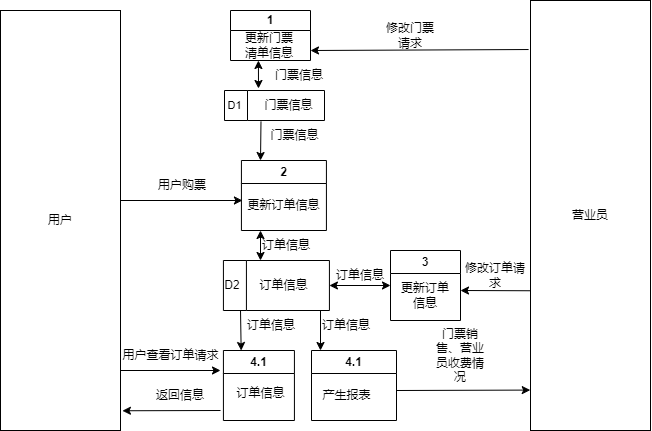 1
更新门票
清单信息
修改门票
请求
门票信息
D1
门票信息
门票信息
2
更新订单信息
用户购票
用户
营业员
订单信息
D2
订单信息
订单信息
3
更新订单
信息
修改订单请
求
订单信息
订单信息
用户查看订单请求
4.1
订单信息
返回信息
4.1
产生报表
门票销
售、营业
员收费情
况